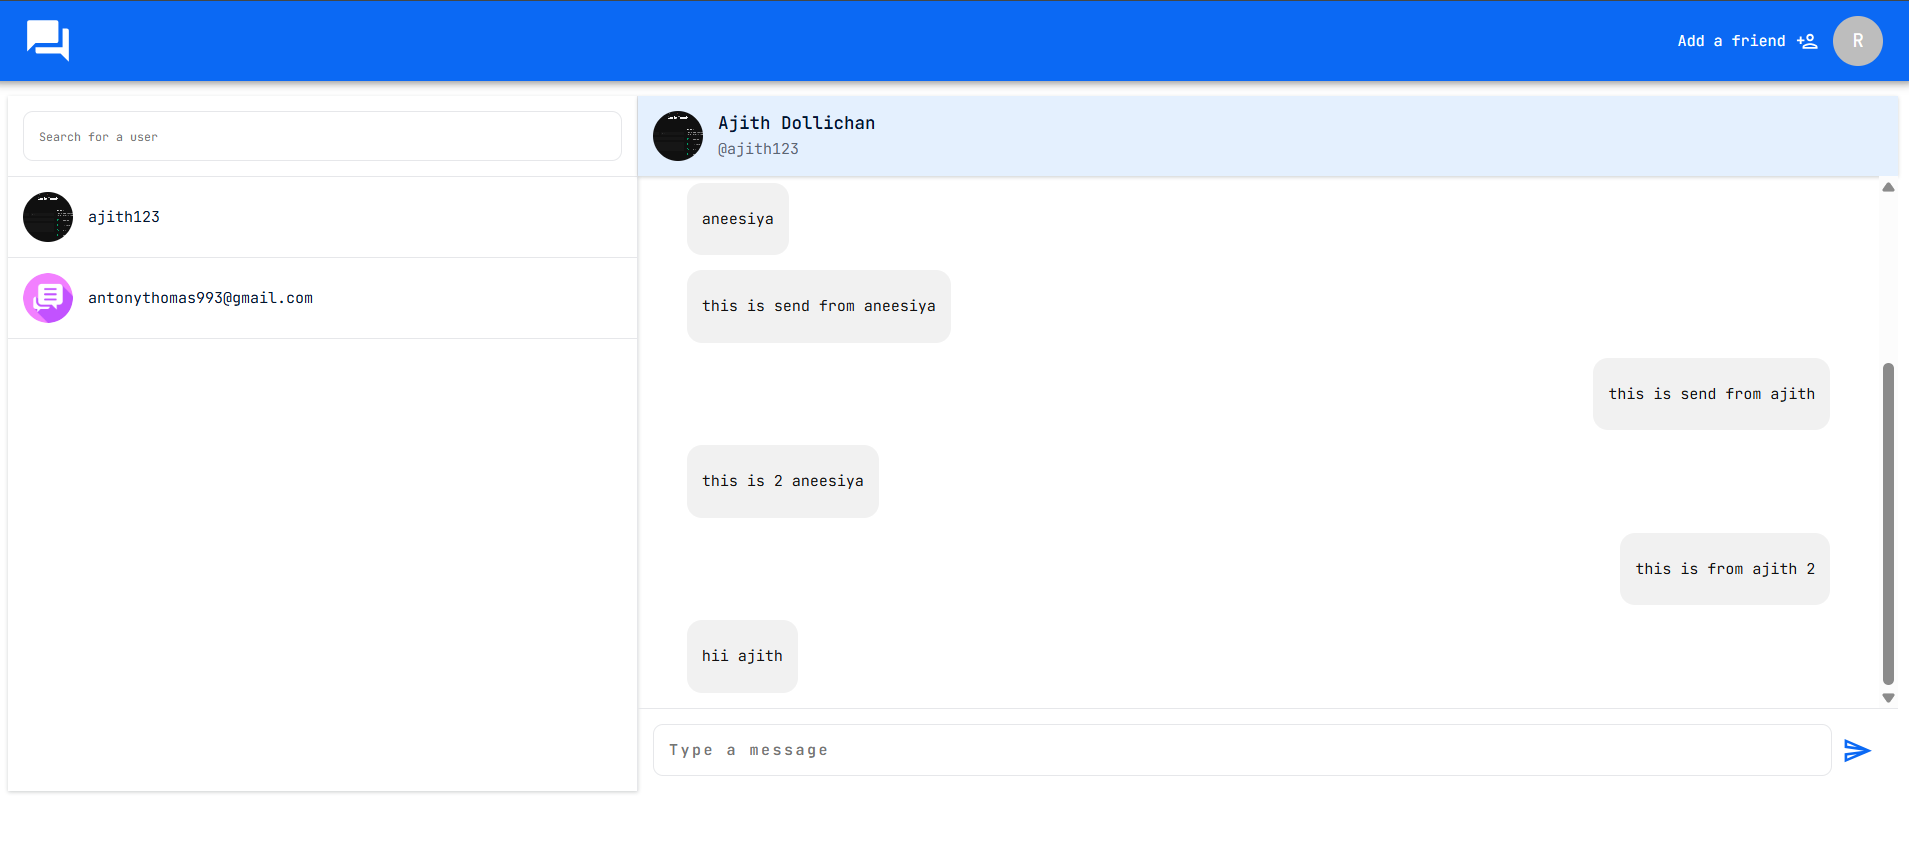 Add a friend
R
Search for a user
ajith123
antonythomas993@gmail.com
Ajith Dollichan
@ajith123
aneesiya
this is send from aneesiya
this is send from ajith
this is 2 aneesiya
this is from ajith 2
hii ajith
Type a message